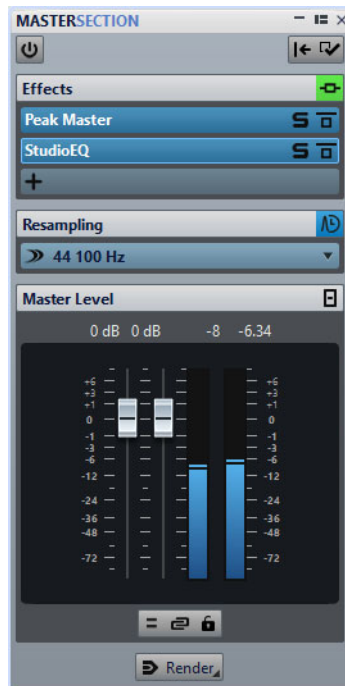 MASTERSECTION
Effects
Peak Master S
StudioEQ S
+
Resampling
44 100 Hz
Master Level
0 dB 0 dB -8 -6.34
+6 +6
+3 +3
+1 +1
0 0
-1 -1
-3 -3
-6 -6
-12 -12
-24 -24
-36 -36
-48 -48
-72 -72
Render